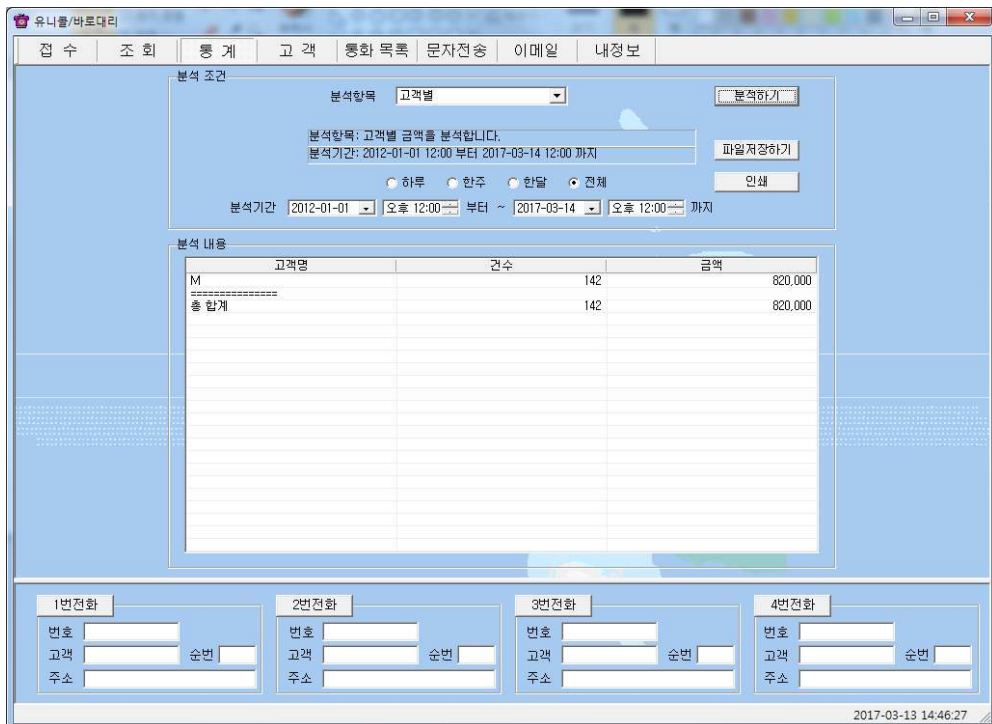 유니콜/바로대리
접 수 조 회 통 계 고 객 통화 목록 문자전송 이메일 내정보
분석 조건
분석항목 고객별 분석하기
분석항목: 고객별 금액을 분석합니다.
분석기간: 2012-01-01 12:00 부터 2017-03-14 12:00 까지
파일저장하기
하루 한주 한달 전체 인쇄
분석기간 2012-01-01 오후 12:00 부터 ~ 2017-03-14 오후 12:00 까지
분석 내용
고객명 건수 금액
M 142 820,000
===============
총 합계 142 820,000
1번전화 2번전화 3번전화 4번전화
번호 번호 번호 번호
고객 순번 고객 순번 고객 순번 고객 순번
주소 주소 주소 주소
2017-03-13 14:46:27